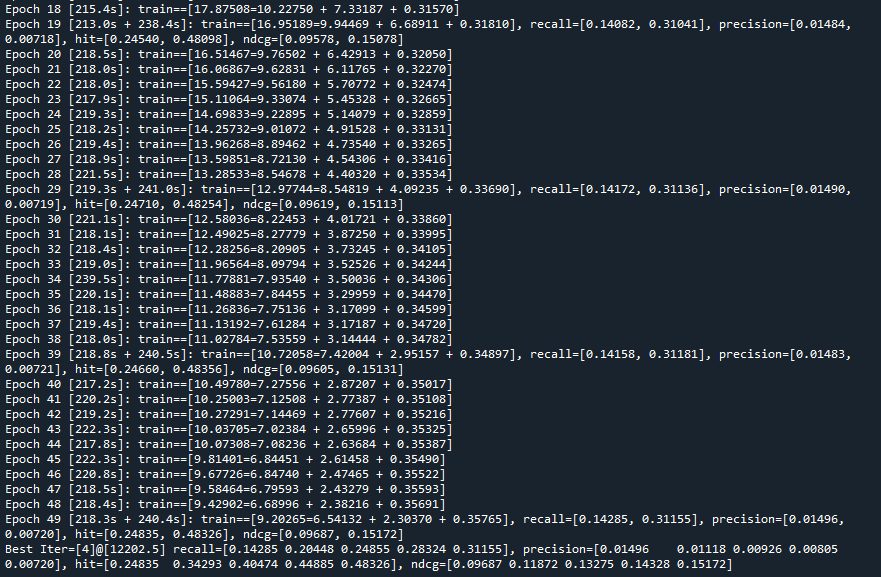 Epoch 18 [215.4s]: train==[17.87508=10.22750 + 7.33187 + 0.31570]
Epoch 19 [213.0s + 238.4s]: train==[16.95189=9.94469 + 6.68911 + 0.31810], recall=[0.14082, 0.31041], precision=[0.01484,
0.00718], hit=[0.24540, 0.48098], ndcg=[0.09578, 0.15078]
Epoch 20 [218.5s]: train==[16.51467=9.76502 + 6.42913 + 0.32050]
Epoch 21 [218.0s]: train==[16.06867=9.62831 + 6.11765 + 0.32270]
Epoch 22 [218.0s]: train==[15.59427=9.56180 + 5.70772 + 0.32474]
Epoch 23 [217.9s]: train==[15.11064=9.33074 + 5.45328 + 0.32665]
Epoch 24 [219.3s]: train==[14.69833=9.22895 + 5.14079 + 0.32859]
Epoch 25 [218.2s]: train==[14.25732=9.01072 + 4.91528 + 0.33131]
Epoch 26 [219.4s]: train==[13.96268=8.89462 + 4.73540 + 0.33265]
Epoch 27 [218.9s]: train==[13.59851=8.72130 + 4.54306 + 0.33416]
Epoch 28 [221.5s]: train==[13.28533=8.54678 + 4.40320 + 0.33534]
Epoch 29 [219.3s + 241.0s]: train==[12.97744=8.54819 + 4.09235 + 0.33690], recall=[0.14172, 0.31136], precision=[0.01490,
0.00719], hit=[0.24710, 0.48254], ndcg=[0.09619, 0.15113]
Epoch 30 [221.1s]: train==[12.58036=8.22453 + 4.01721 + 0.33860]
Epoch 31 [218.1s]: train==[12.49025=8.27779 + 3.87250 + 0.33995]
Epoch 32 [218.4s]: train==[12.28256=8.20905 + 3.73245 + 0.34105]
Epoch 33 [219.0s]: train==[11.96564=8.09794 + 3.52526 + 0.34244]
Epoch 34 [239.5s]: train==[11.77881=7.93540 + 3.50036 + 0.34306]
Epoch 35 [220.1s]: train==[11.48883=7.84455 + 3.29959 + 0.34470]
Epoch 36 [218.1s]: train==[11.26836=7.75136 + 3.17099 + 0.34599]
Epoch 37 [219.4s]: train==[11.13192=7.61284 + 3.17187 + 0.34720]
Epoch 38 [218.0s]: train==[11.02784=7.53559 + 3.14444 + 0.34782]
Epoch 39 [218.8s + 240.5s]: train==[10.72058=7.42004 + 2.95157 + 0.34897], recall=[0.14158, 0.31181], precision=[0.01483,
0.00721], hit=[0.24660, 0.48356], ndcg=[0.09605, 0.15131]
Epoch 40 [217.2s]: train==[10.49780=7.27556 + 2.87207 + 0.35017]
Epoch 41 [220.2s]: train==[10.25003=7.12508 + 2.77387 + 0.35108]
Epoch 42 [219.2s]: train==[10.27291=7.14469 + 2.77607 + 0.35216]
Epoch 43 [222.3s]: train==[10.03705=7.02384 + 2.65996 + 0.35325]
Epoch 44 [217.8s]: train==[10.07308=7.08236 + 2.63684 + 0.35387]
Epoch 45 [222.3s]: train==[9.81401=6.84451 + 2.61458 + 0.35490]
Epoch 46 [220.8s]: train==[9.67726=6.84740 + 2.47465 + 0.35522]
Epoch 47 [218.5s]: train==[9.58464=6.79593 + 2.43279 + 0.35593]
Epoch 48 [218.4s]: train==[9.42902=6.68996 + 2.38216 + 0.35691]
Epoch 49 [218.3s + 240.4s]: train==[9.20265=6.54132 + 2.30370 + 0.35765], recall=[0.14285, 0.31155], precision=[0.01496,
0.00720], hit=[0.24835, 0.48326], ndcg=[0.09687, 0.15172]
Best Iter=[4]@[12202.5] recall=[0.14285 0.20448 0.24855 0.28324 0.31155], precision=[0.01496    0.01118 0.00926 0.00805
0.00720], hit=[0.24835  0.34293 0.40474 0.44885 0.48326], ndcg=[0.09687 0.11872 0.13275 0.14328 0.15172]